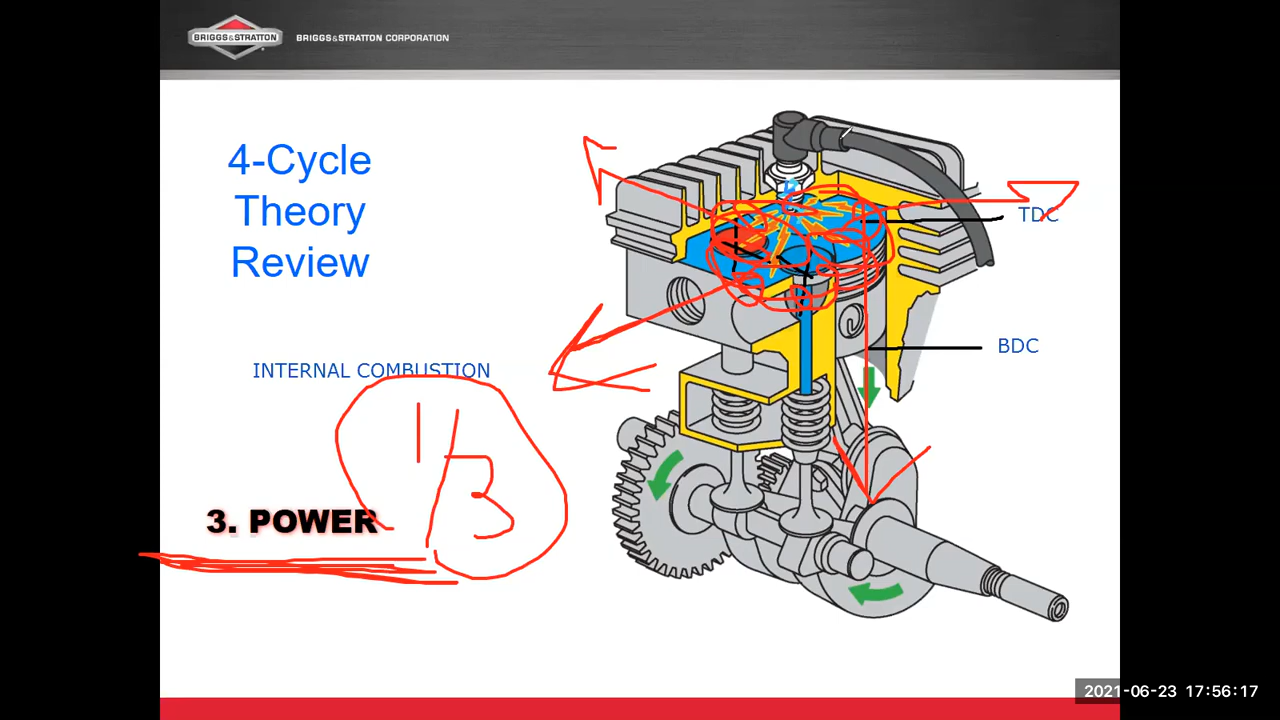 BRIGGS&STRATTON
BRIGGS&STRATTON CORPORATION
4-Cycle
Theory
Review
TDC
BDC
INTERNAL COMBUSTION
1/3
3. POWER
2021-06-23 17:56:17